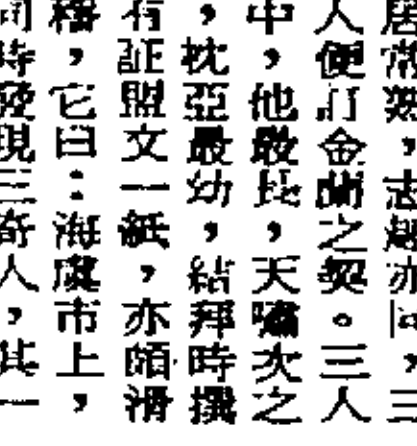 居常熟，志趣亦同，三
人便訂金蘭之契。三人
中，他最長，天嘯次之
，枕亞最幼，結拜時撰
有証盟文一紙，亦頗滑
稽，它曰：海虞市上，
同時發現三奇人，其一